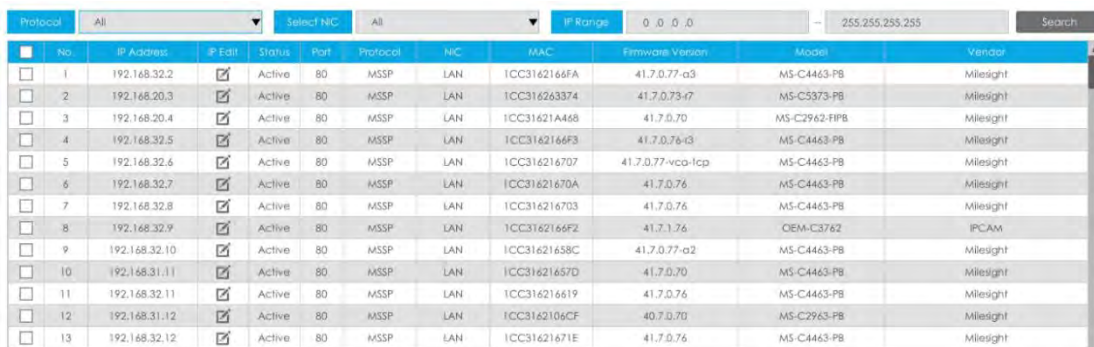 Protocol All Select NIC All IP Range 0 .0 .0 .0 – 255.255.255.255 Search
No. IP Address IP Edit Status Port Protocol NIC MAC Firmware Version Model Vendor
1 192.168.32.2 Active 80 MSSP LAN 1CC3162166FA 41.7.0.77-a3 MS-C4463-PB Milesight
2 192.168.20.3 Active 80 MSSP LAN 1CC316263374 41.7.0.73-r7 MS-C5373-PB Milesight
3 192.168.20.4 Active 80 MSSP LAN 1CC31621A468 41.7.0.70 MS-C2962-FIPB Milesight
4 192.168.32.5 Active 80 MSSP LAN 1CC3162166F3 41.7.0.76-r3 MS-C4463-PB Milesight
5 192.168.32.6 Active 80 MSSP LAN 1CC316216707 41.7.0.77-vca-tcp MS-C4463-PB Milesight
6 192.168.32.7 Active 80 MSSP LAN 1CC31621670A 41.7.0.76 MS-C4463-PB Milesight
7 192.168.32.8 Active 80 MSSP LAN 1CC316216703 41.7.0.76 MS-C4463-PB Milesight
8 192.168.32.9 Active 80 MSSP LAN 1CC3162166F2 41.7.1.76 OEM-C3762 IPCAM
9 192.168.32.10 Active 80 MSSP LAN 1CC31621658C 41.7.0.77-a2 MS-C4463-PB Milesight
10 192.168.31.11 Active 80 MSSP LAN 1CC31621657D 41.7.0.70 MS-C4463-PB Milesight
11 192.168.32.11 Active 80 MSSP LAN 1CC316216619 41.7.0.76 MS-C4463-PB Milesight
12 192.168.31.12 Active 80 MSSP LAN 1CC3162106CF 40.7.0.70 MS-C2963-PB Milesight
13 192.168.32.12 Active 80 MSSP LAN 1CC31621671E 41.7.0.76 MS-C4463-PB Milesight